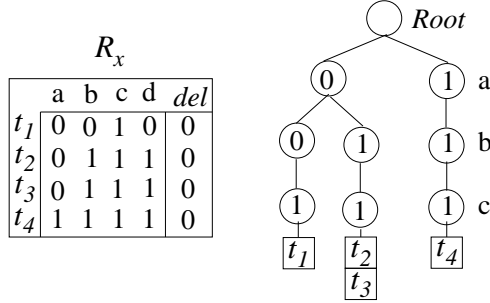 R_x
a b c d del
t_1 0 0 1 0 0
t_2 0 1 1 1 0
t_3 0 1 1 1 0
t_4 1 1 1 1 0
Root
0 1 a
0 1 1 b
1 1 1 c
t_1 t_2 t_4
t_3